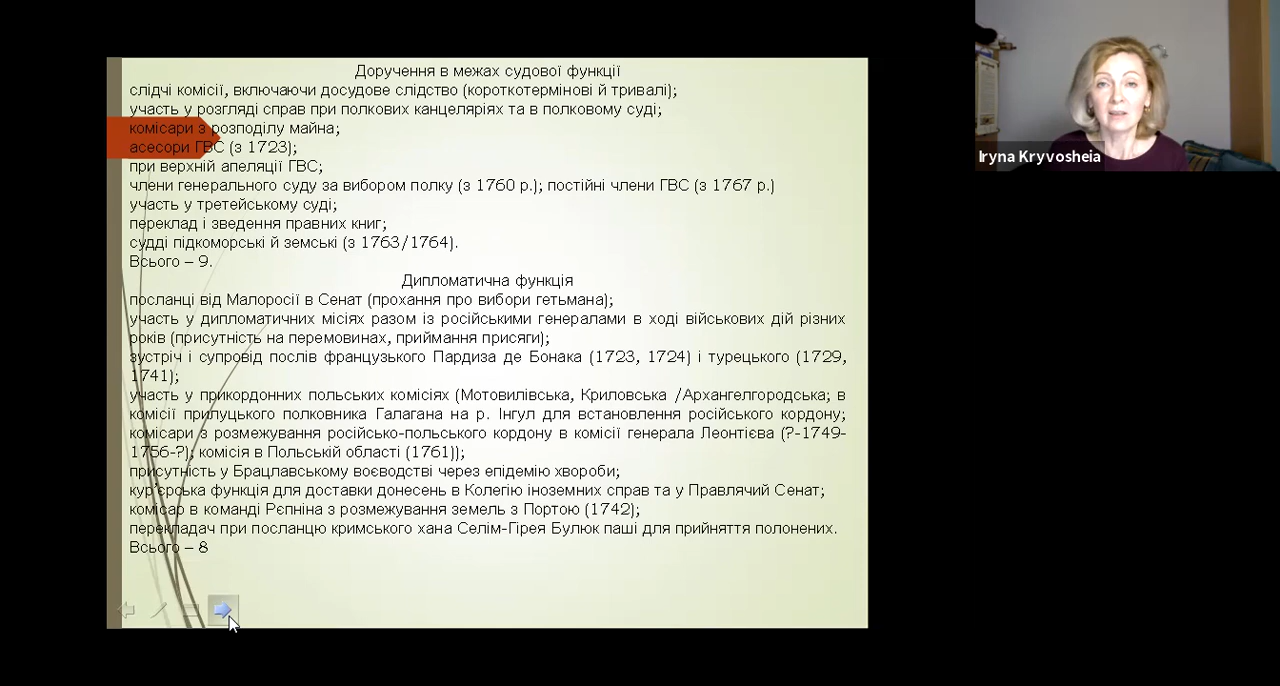 Доручення в межах судової функції
слідчі комісії, включаючи досудове слідство (короткотермінові й тривалі);
участь у розгляді справ при полкових канцеляріях та в полковому суді;
комісари з розподілу майна;
асесори ГВС (з 1723);
при верхній апеляції ГВС;
члени генерального суду за вибором полку (з 1760 р.); постійні члени ГВС (з 1767 р.)
участь у третейському суді;
переклад і зведення правних книг;
судді підкоморські й земські (з 1763/1764).
Всього – 9.
Дипломатична функція
посланці від Малоросії в Сенат (прохання про вибори гетьмана);
участь у дипломатичних місіях разом із російськими генералами в ході військових дій різних
років (присутність на перемовинах, приймання присяги);
зустріч і супровід послів французького Пардиза де Бонака (1723, 1724) і турецького (1729,
1741);
участь у прикордонних польських комісіях (Мотовилівська, Криловська /Архангелгородська; в
комісії прилуцького полковника Галагана на р. Інгул для встановлення російського кордону;
комісари з розмежування російсько-польського кордону в комісії генерала Леонтієва (?-1749-
1756-?); комісія в Польській області (1761));
присутність у Брацлавському воєводстві через епідемію хвороби;
кур'єрська функція для доставки донесень в Колегію іноземних справ та у Правлячий Сенат;
комісар в команді Рєпніна з розмежування земель з Портою (1742);
перекладач при посланцю кримського хана Селім-Гірея Булюк паші для прийняття полонених.
Всього – 8
Iryna Kryvosheia